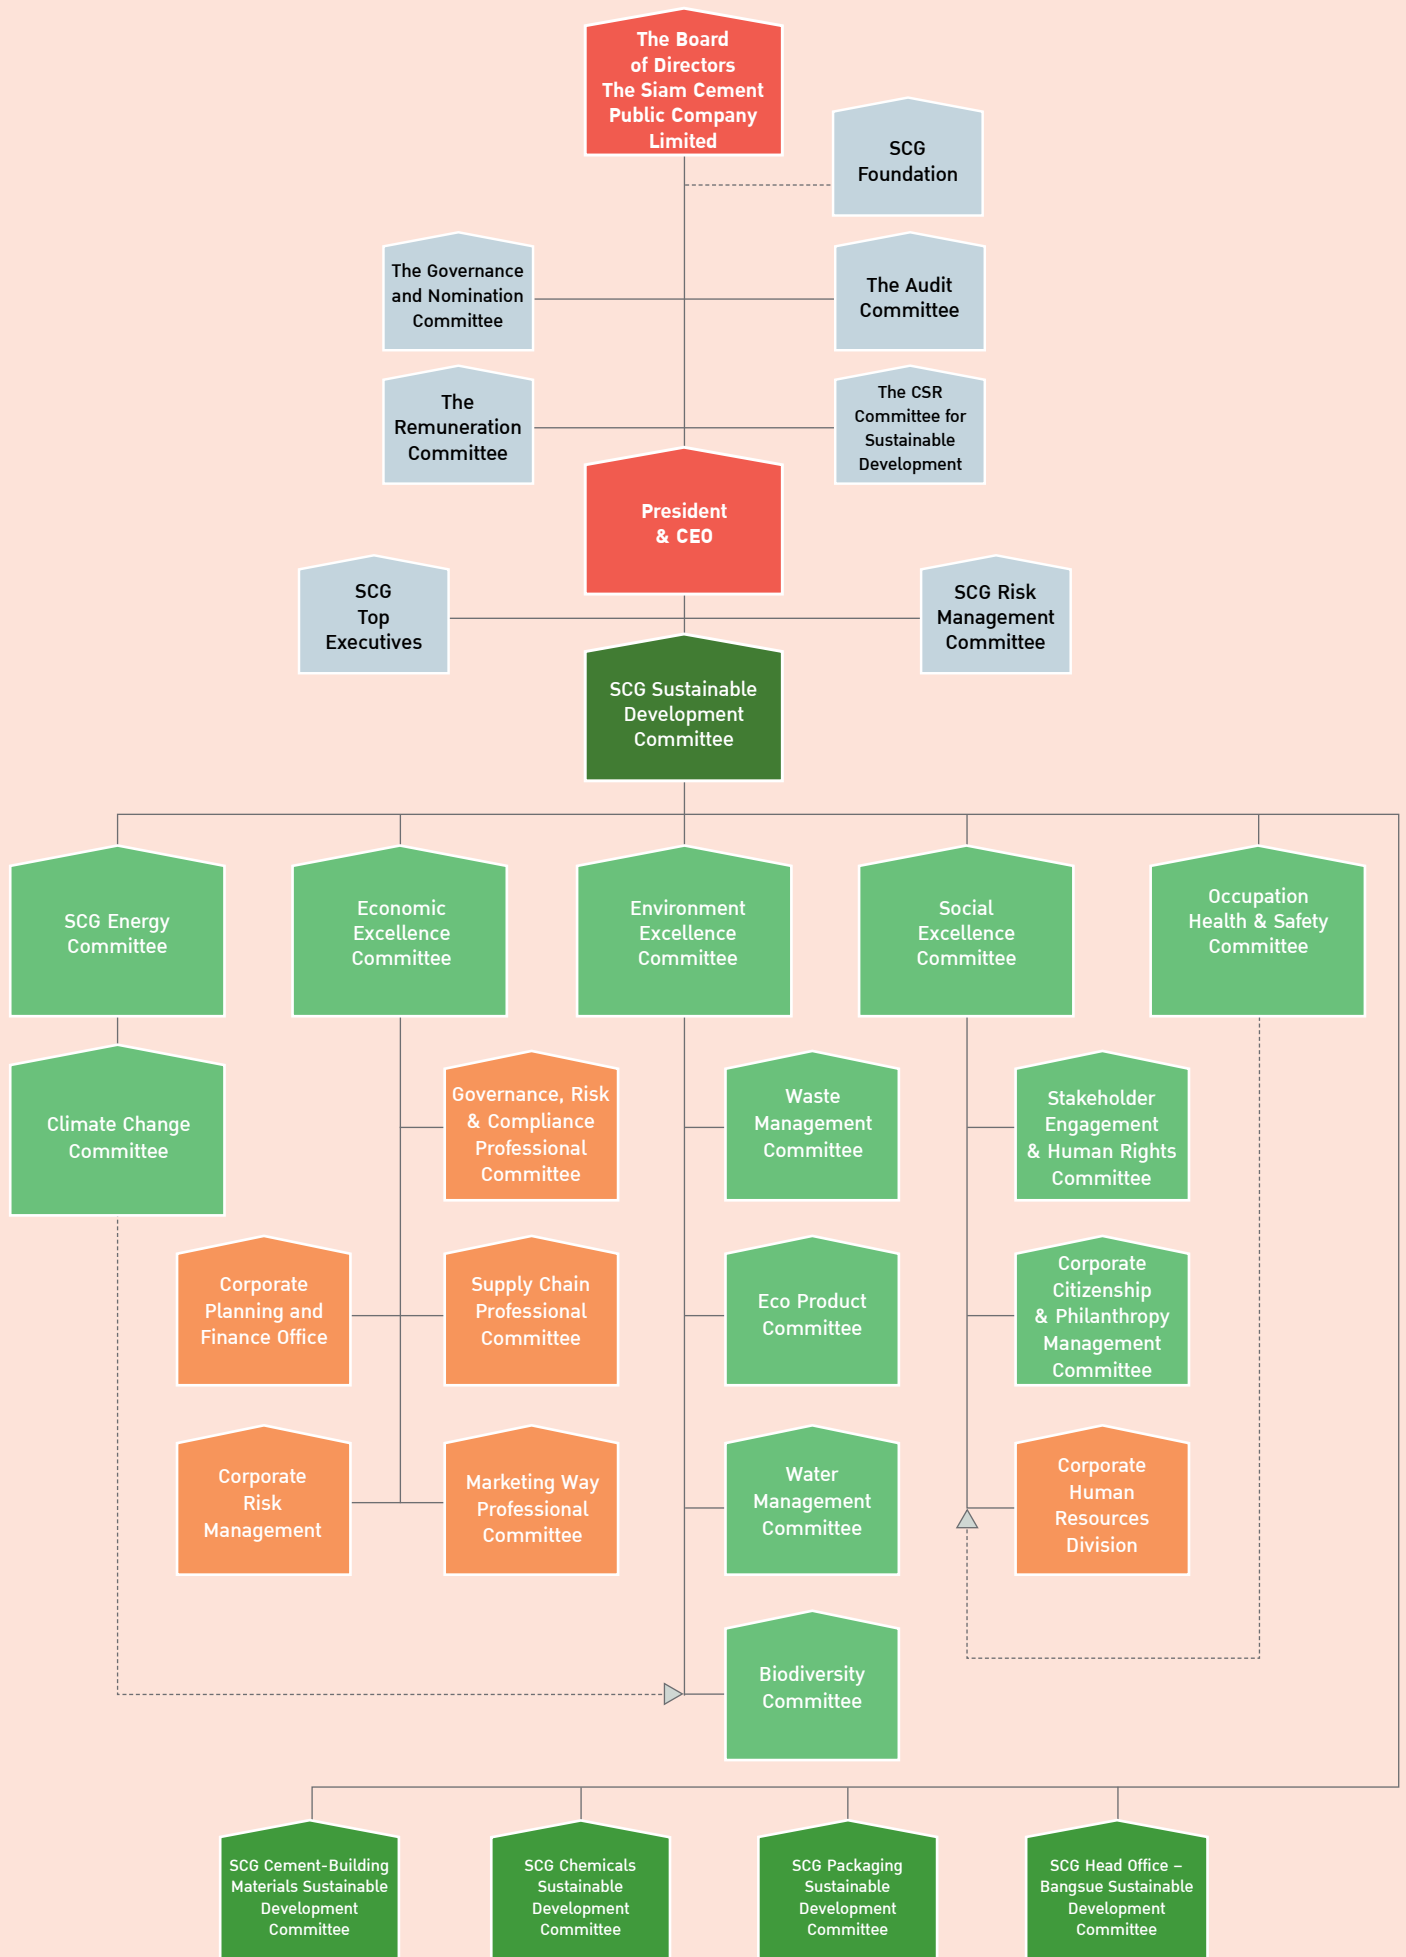 The Board
of Directors
The Siam Cement
Public Company
Limited
SCG
Foundation
The Governance
and Nomination
Committee
The Audit
Committee
The
Remuneration
Committee
The CSR
Committee for
Sustainable
Development
President
& CEO
SCG
Top
Executives
SCG Risk
Management
Committee
SCG Sustainable
Development
Committee
SCG Energy
Committee
Economic
Excellence
Committee
Environment
Excellence
Committee
Social
Excellence
Committee
Occupation
Health & Safety
Committee
Climate Change
Committee
Governance, Risk
& Compliance
Professional
Committee
Waste
Management
Committee
Stakeholder
Engagement
& Human Rights
Committee
Corporate
Planning and
Finance Office
Supply Chain
Professional
Committee
Eco Product
Committee
Corporate
Citizenship
& Philanthropy
Management
Committee
Corporate
Risk
Management
Marketing Way
Professional
Committee
Water
Management
Committee
Corporate
Human
Resources
Division
Biodiversity
Committee
SCG Cement-Building
Materials Sustainable
Development
Committee
SCG Chemicals
Sustainable
Development
Committee
SCG Packaging
Sustainable
Development
Committee
SCG Head Office –
Bangsue Sustainable
Development
Committee